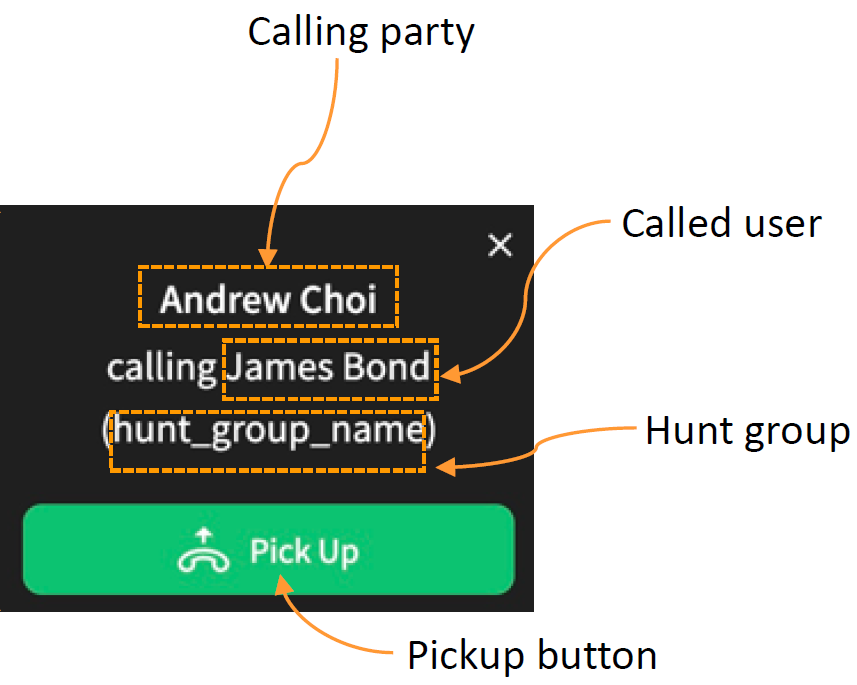 Calling party
Called user
Andrew Choi
calling James Bond
(hunt_group_name)
Hunt group
Pick Up
Pickup button